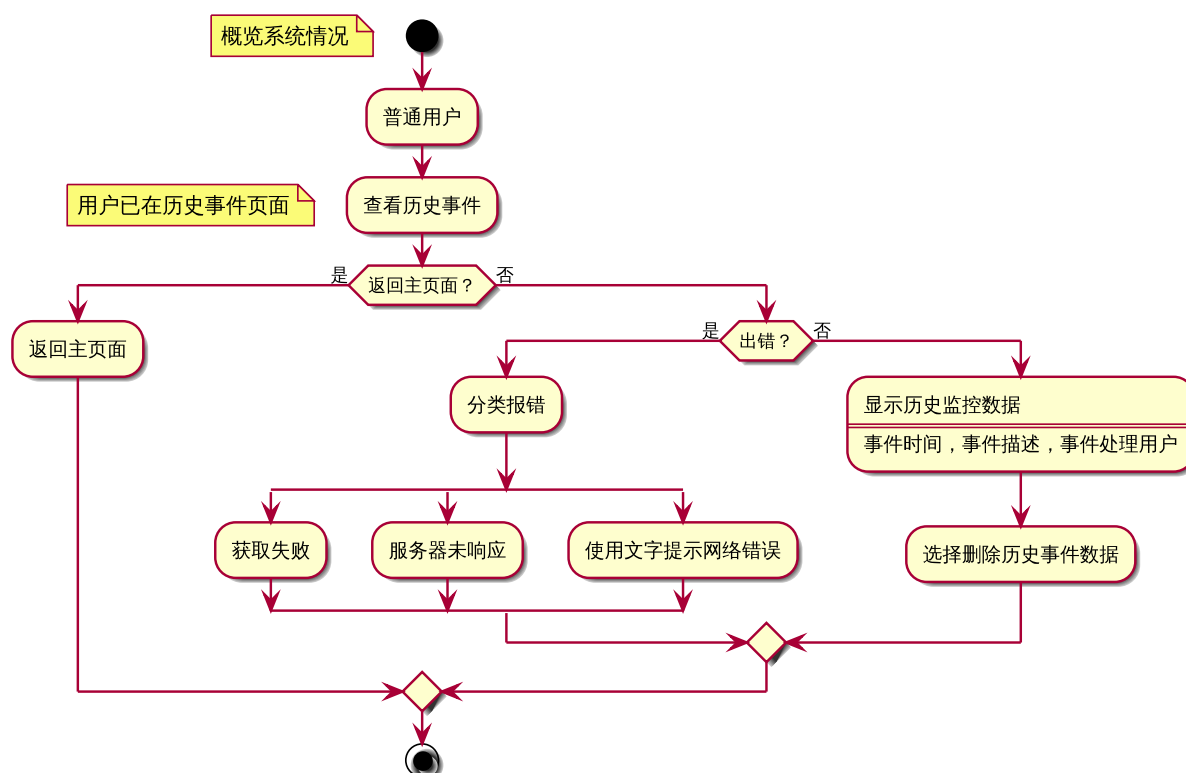 概览系统情况
普通用户
用户已在历史事件页面
查看历史事件
是
返回主页面？
否
返回主页面
是
出错？
否
分类报错
显示历史监控数据
事件时间，事件描述，事件处理用户
获取失败
服务器未响应
使用文字提示网络错误
选择删除历史事件数据